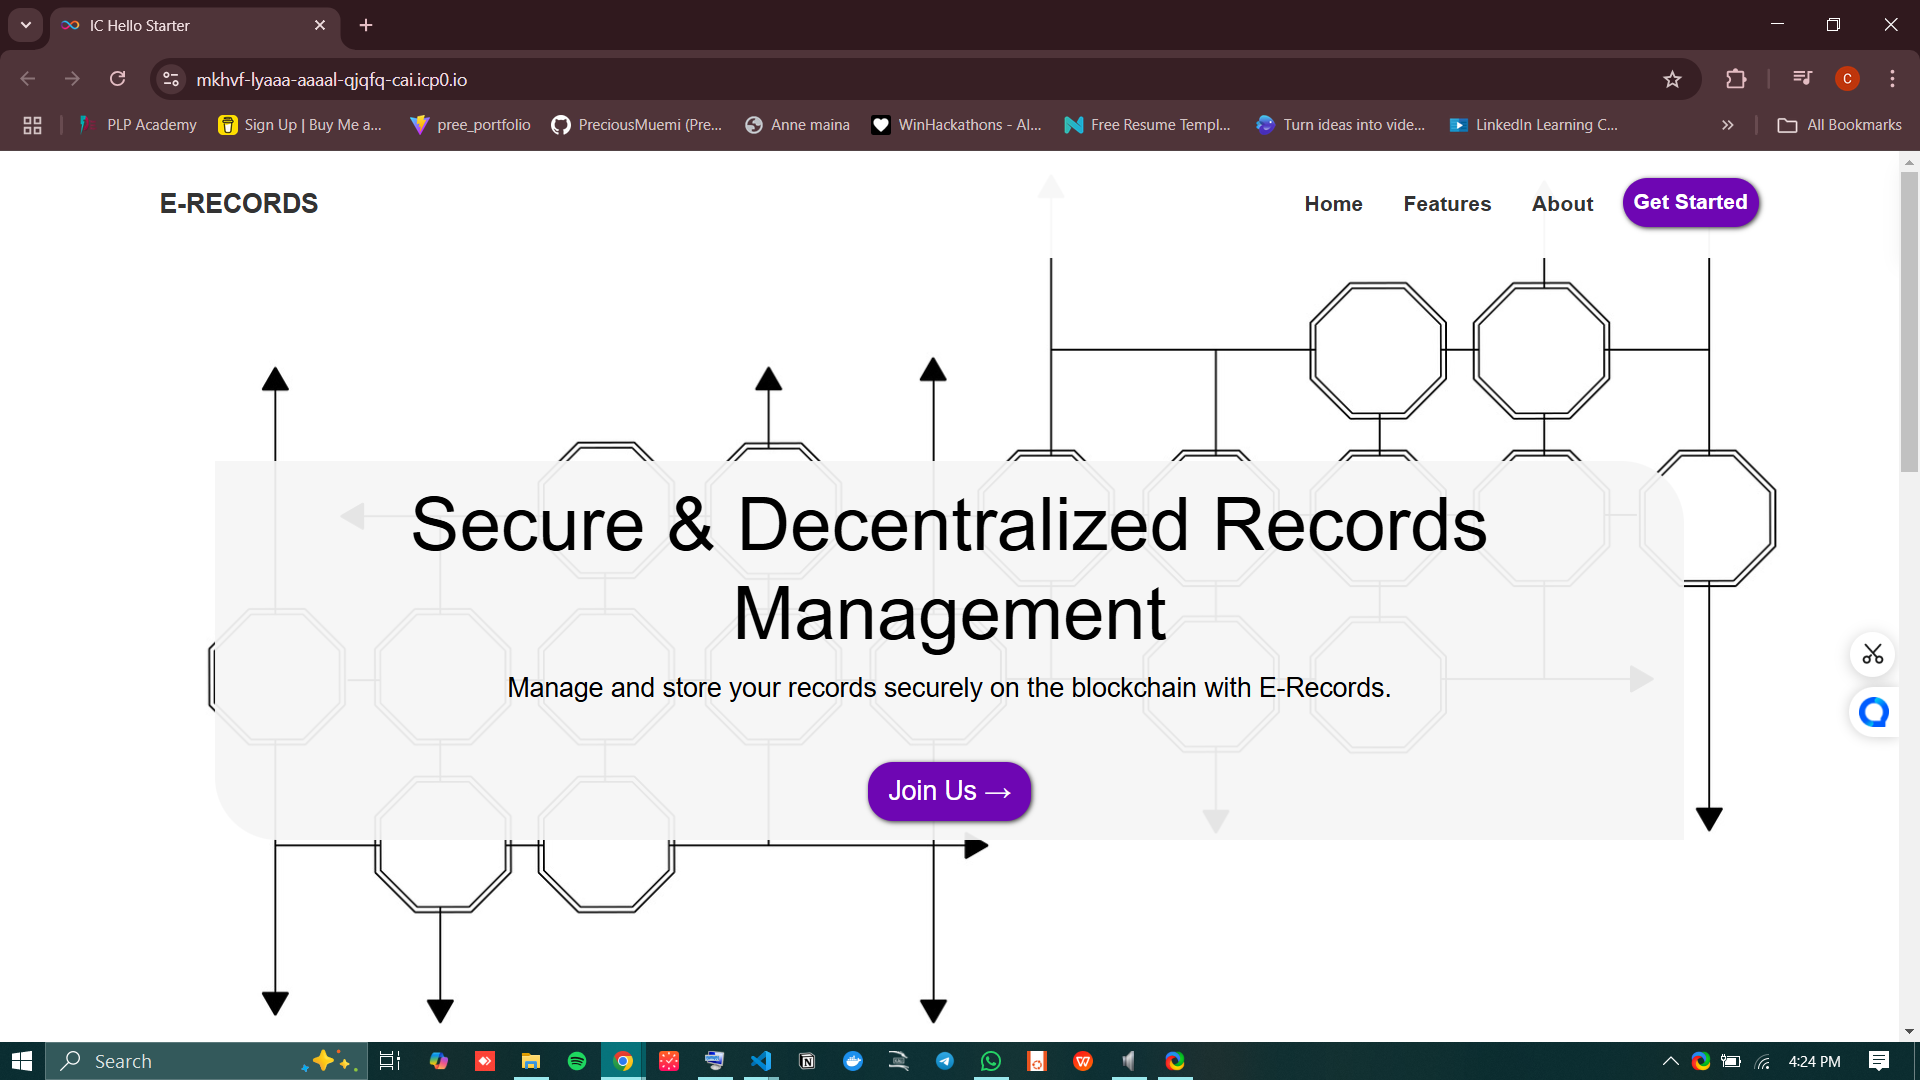 IC Hello Starter
mkhvf-lyaaa-aaaal-qjqfq-cai.icp0.io
C
PLP Academy
Sign Up | Buy Me a...
pree_portfolio
PreciousMuemi (Pre...
Anne maina
WinHackathons - AI...
Free Resume Templ...
Turn ideas into vide...
LinkedIn Learning C...
All Bookmarks
E-RECORDS
Home
Features
About
Get Started
Secure & Decentralized Records
Management
Manage and store your records securely on the blockchain with E-Records.
Join Us →
Search
4:24 PM